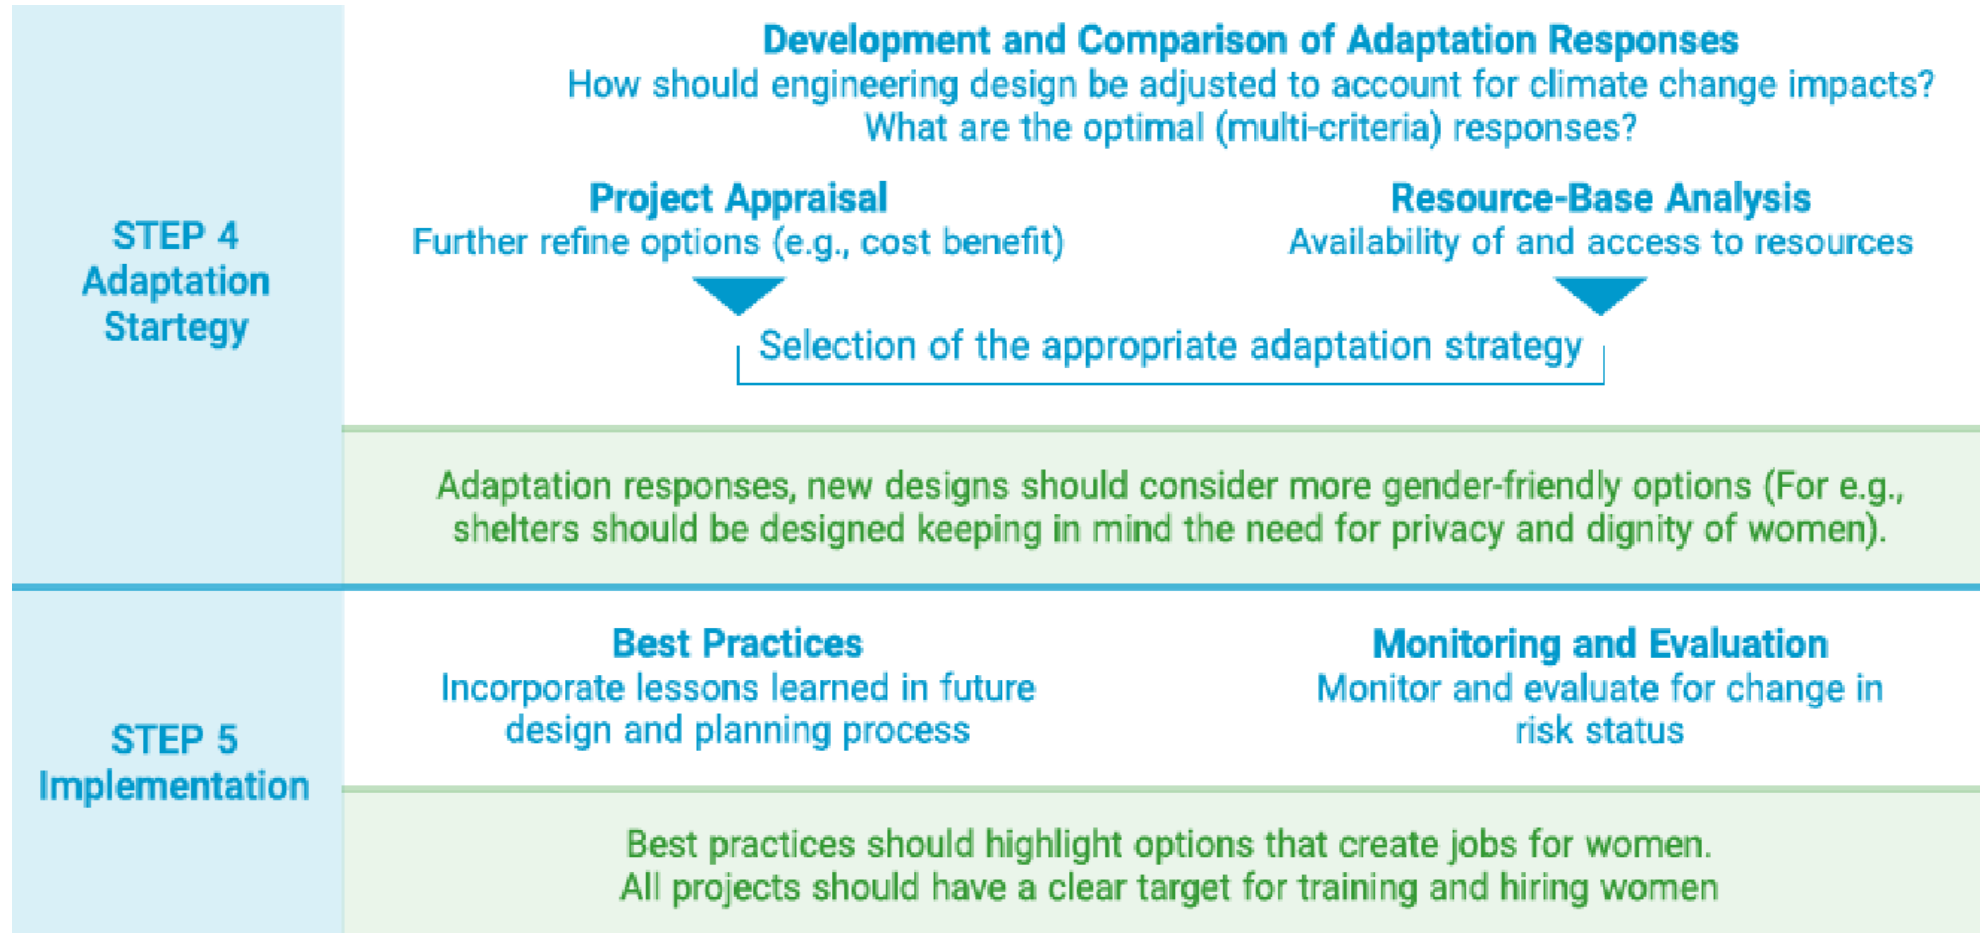 STEP 4
Adaptation
Startegy
Development and Comparison of Adaptation Responses
How should engineering design be adjusted to account for climate change impacts?
What are the optimal (multi-criteria) responses?
Project Appraisal
Further refine options (e.g., cost benefit)
Resource-Base Analysis
Availability of and access to resources
Selection of the appropriate adaptation strategy
Adaptation responses, new designs should consider more gender-friendly options (For e.g.,
shelters should be designed keeping in mind the need for privacy and dignity of women).
STEP 5
Implementation
Best Practices
Incorporate lessons learned in future
design and planning process
Monitoring and Evaluation
Monitor and evaluate for change in
risk status
Best practices should highlight options that create jobs for women.
All projects should have a clear target for training and hiring women